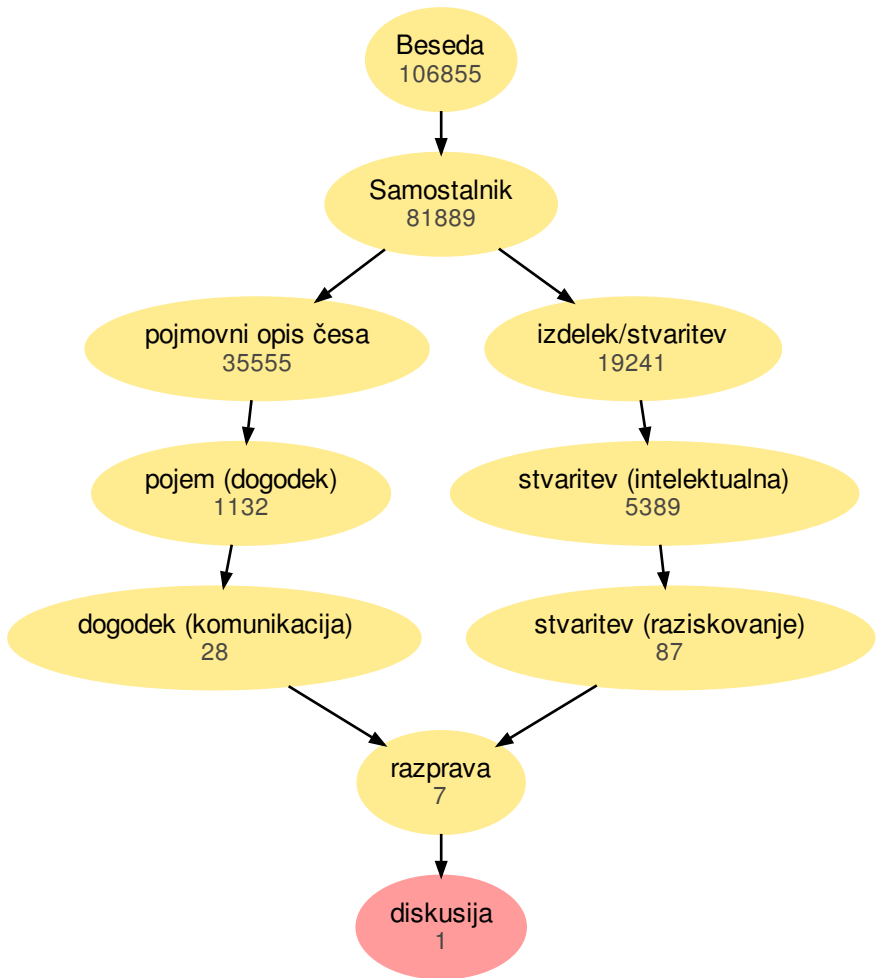 Beseda
106855
Samostalnik
81889
pojmovni opis česa
35555
izdelek/stvaritev
19241
pojem (dogodek)
1132
stvaritev (intelektualna)
5389
dogodek (komunikacija)
28
stvaritev (raziskovanje)
87
razprava
7
diskusija
1